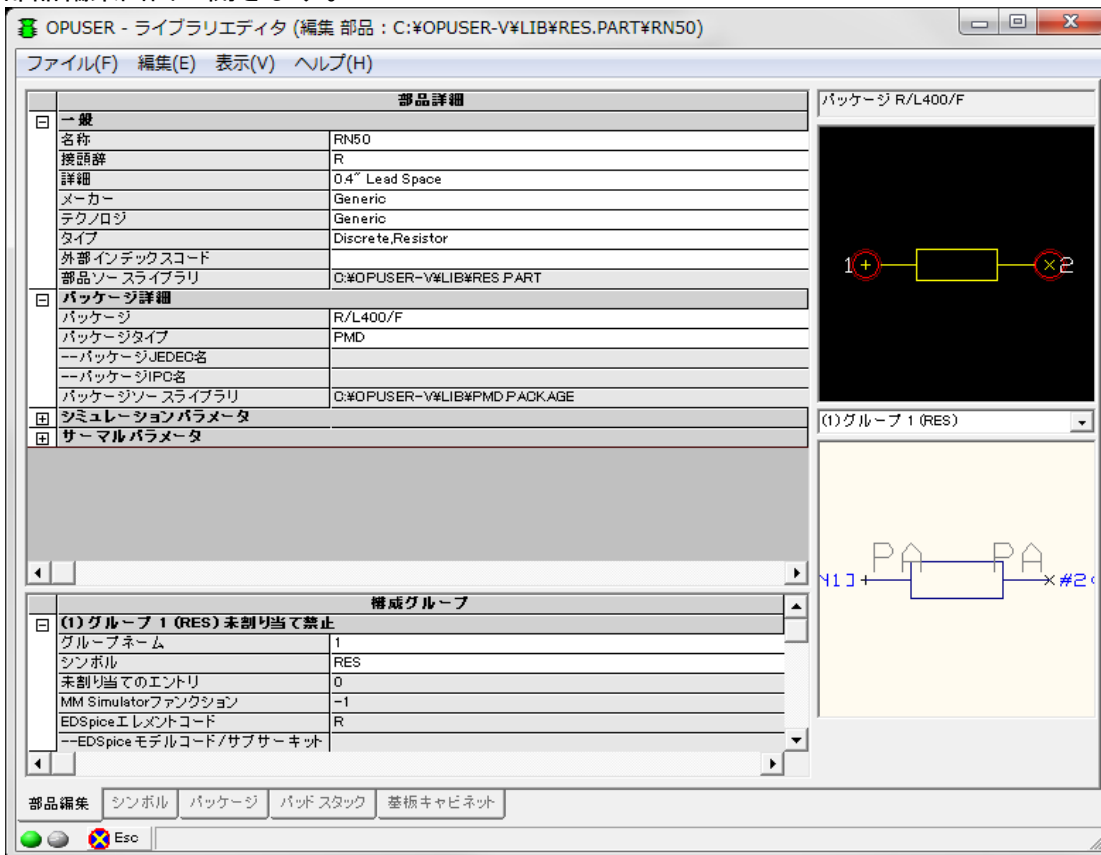 OPUSER - ライブラリエディタ (編集 部品 : C:¥OPUSER-V¥LIB¥RES.PART¥RN50)
ファイル(F) 編集(E) 表示(V) ヘルプ(H)
部品詳細
一般
名称 RN50
接頭辞 R
詳細 0.4″ Lead Space
メーカー Generic
テクノロジ Generic
タイプ Discrete,Resistor
外部インデックスコード
部品ソースライブラリ C:¥OPUSER-V¥LIB¥RES.PART
パッケージ詳細
パッケージ R/L400/F
パッケージタイプ PMD
--パッケージJEDEC名
--パッケージIPC名
パッケージソースライブラリ C:¥OPUSER-V¥LIB¥PMD.PACKAGE
シミュレーションパラメータ
サーマルパラメータ
パッケージ R/L400/F
1 2
(1)グループ 1 (RES)
PA PA
#2
構成グループ
(1) グループ 1 (RES) 未割り当て禁止
グループネーム 1
シンボル RES
未割り当てのエントリ 0
MM Simulatorファンクション -1
EDSpiceエレメントコード R
--EDSpiceモデルコード/サブサーキット
部品編集 シンボル パッケージ パッドスタック 基板キャビネット
Esc